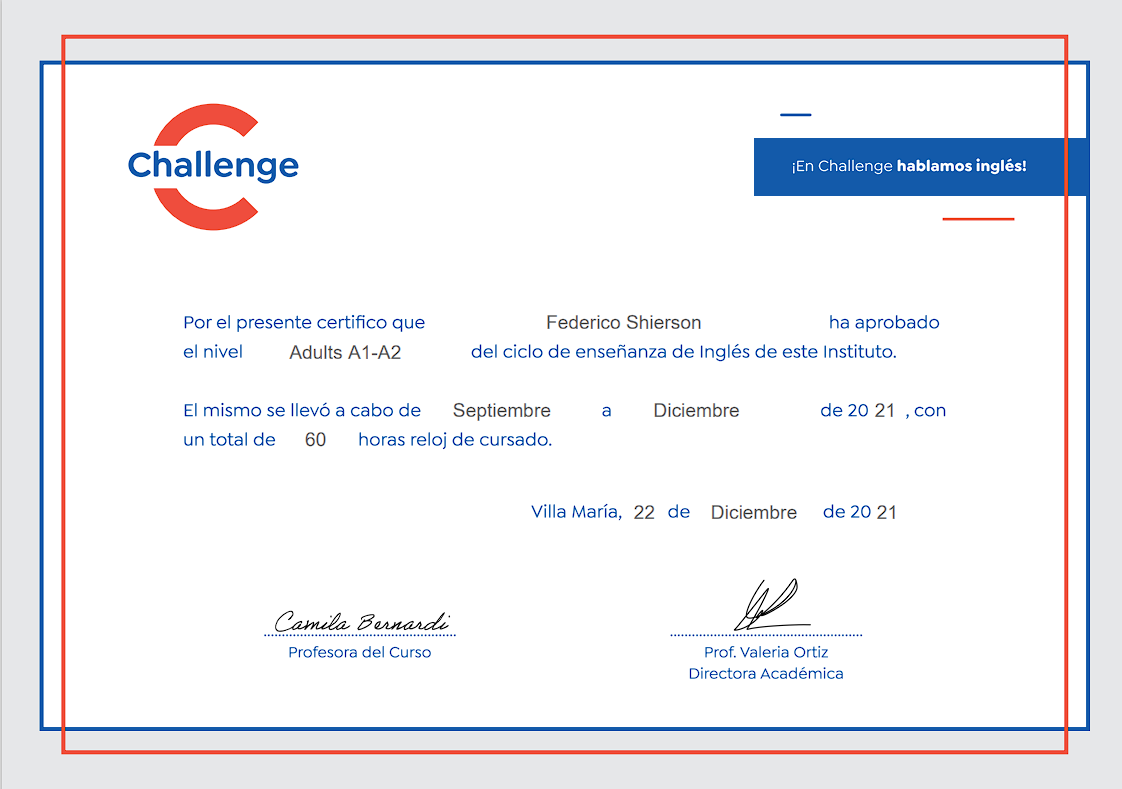 Challenge
¡En Challenge hablamos inglés!
Por el presente certifico que Federico Shierson ha aprobado
el nivel Adults A1-A2 del ciclo de enseñanza de Inglés de este Instituto.
El mismo se llevó a cabo de Septiembre a Diciembre de 20 21 , con
un total de 60 horas reloj de cursado.
Villa María, 22 de Diciembre de 20 21
Camila Bernardi
Profesora del Curso
Prof. Valeria Ortiz
Directora Académica